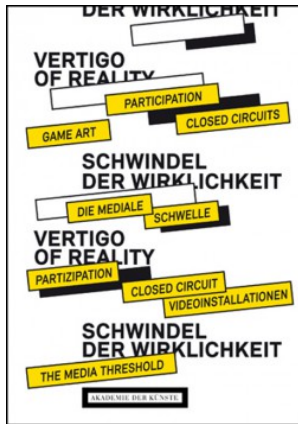 DER WIRKLICHKEIT
VERTIGO
OF REALITY
PARTICIPATION
GAME ART
CLOSED CIRCUITS
SCHWINDEL
DER WIRKLICHKEIT
DIE MEDIALE
SCHWELLE
VERTIGO
OF REALITY
PARTIZIPATION
CLOSED CIRCUIT
VIDEOINSTALLATIONEN
SCHWINDEL
DER WIRKLICHKEIT
THE MEDIA THRESHOLD
AKADEMIE DER KÜNSTE